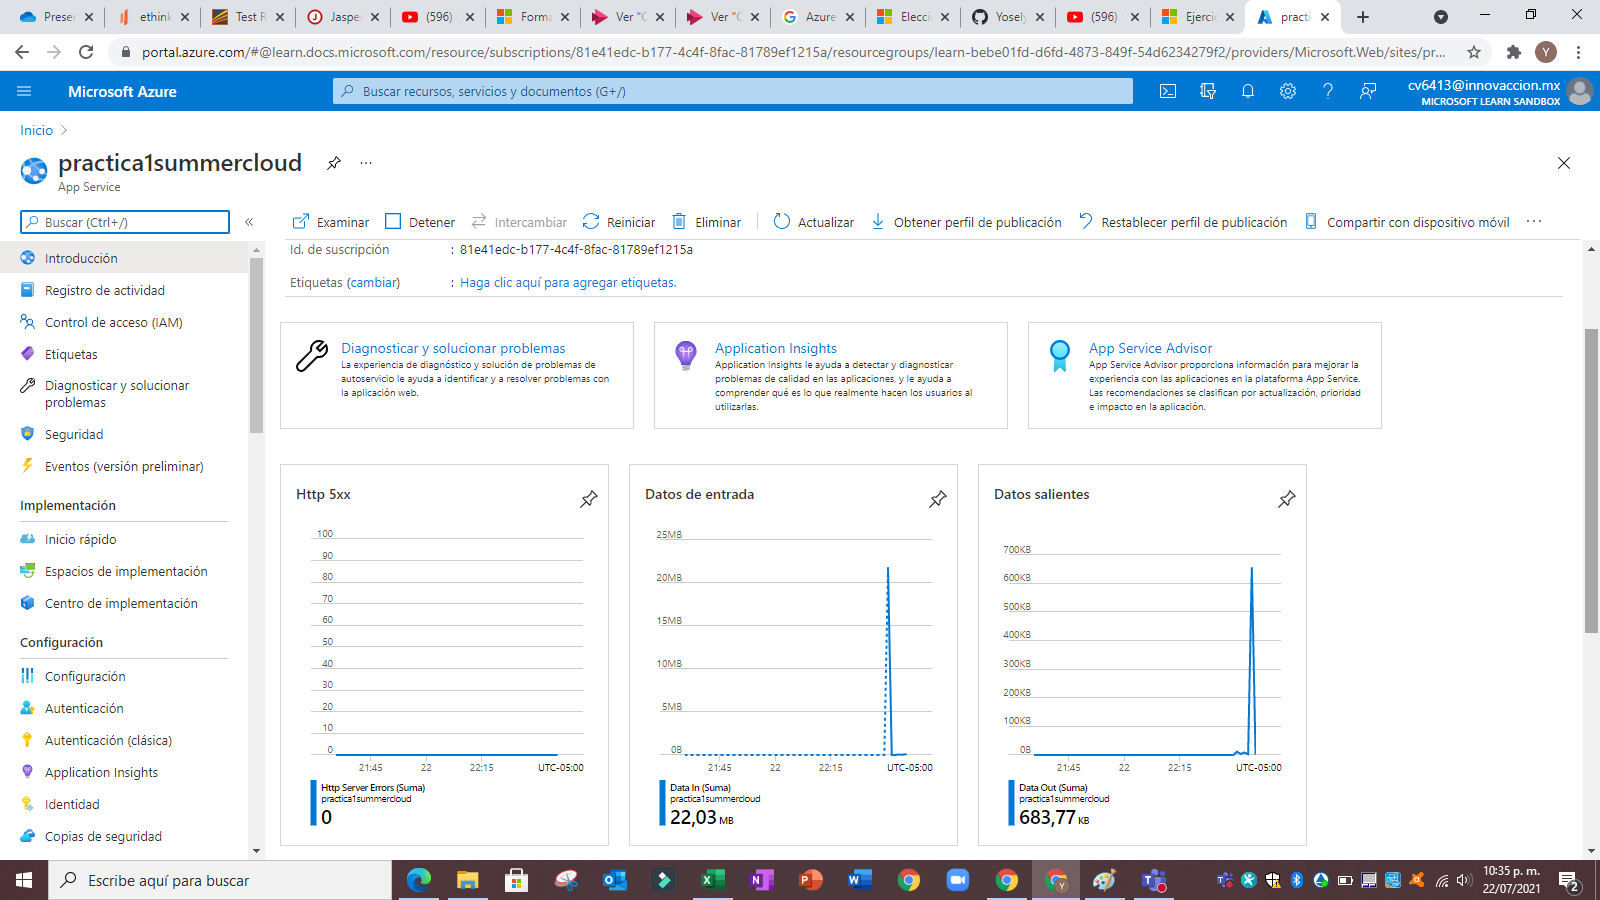 Preser
ethink
Test R
Jaspe
(596)
Forma
Ver "C
Ver "C
Azure
Elecci
Yosely
(596)
Ejercic
practi
portal.azure.com/#@learn.docs.microsoft.com/resource/subscriptions/81e41edc-b177-4c4f-8fac-81789ef1215a/resourcegroups/learn-bebe01fd-d6fd-4873-849f-54d6234279f2/providers/Microsoft.Web/sites/pr...
Y
Microsoft Azure
Buscar recursos, servicios y documentos (G+/)
cv6413@innovaccion.mx
MICROSOFT LEARN SANDBOX
Inicio
practica1summercloud
App Service
Buscar (Ctrl+/)
Examinar
Detener
Intercambiar
Reiniciar
Eliminar
Actualizar
Obtener perfil de publicación
Restablecer perfil de publicación
Compartir con dispositivo móvil
Introducción
Registro de actividad
Control de acceso (IAM)
Etiquetas
Diagnosticar y solucionar
problemas
Seguridad
Eventos (versión preliminar)
Implementación
Inicio rápido
Espacios de implementación
Centro de implementación
Configuración
Configuración
Autenticación
Autenticación (clásica)
Application Insights
Identidad
Copias de seguridad
Id. de suscripción : 81e41edc-b177-4c4f-8fac-81789ef1215a
Etiquetas (cambiar) : Haga clic aquí para agregar etiquetas.
Diagnosticar y solucionar problemas
La experiencia de diagnóstico y solución de problemas de
autoservicio le ayuda a identificar y a resolver problemas con
la aplicación web.
Application Insights
Application Insights le ayuda a detectar y diagnosticar
problemas de calidad en las aplicaciones, y le ayuda a
comprender qué es lo que realmente hacen los usuarios al
utilizarlas.
App Service Advisor
App Service Advisor proporciona información para mejorar la
experiencia con las aplicaciones en la plataforma App Service.
Las recomendaciones se clasifican por actualización, prioridad
e impacto en la aplicación.
Http 5xx
100
90
80
70
60
50
40
30
20
10
0
21:45 22 22:15 UTC-05:00
Http Server Errors (Suma)
practica1summercloud
0
Datos de entrada
25MB
20MB
15MB
10MB
5MB
0B
21:45 22 22:15 UTC-05:00
Data In (Suma)
practica1summercloud
22,03 MB
Datos salientes
700KB
600KB
500KB
400KB
300KB
200KB
100KB
0B
21:45 22 22:15 UTC-05:00
Data Out (Suma)
practica1summercloud
683,77 KB
Escribe aquí para buscar
10:35 p. m.
22/07/2021
2